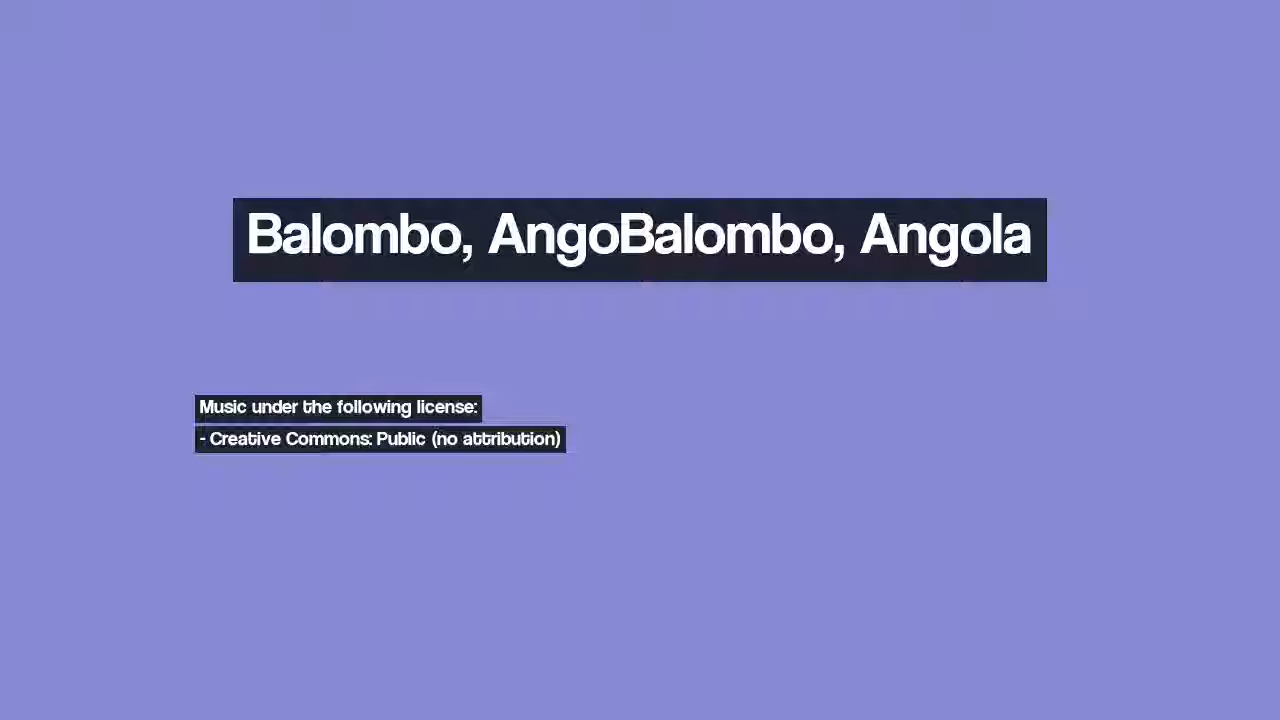 Balombo, AngoBalombo, Angola
Music under the following license:
- Creative Commons: Public (no attribution)